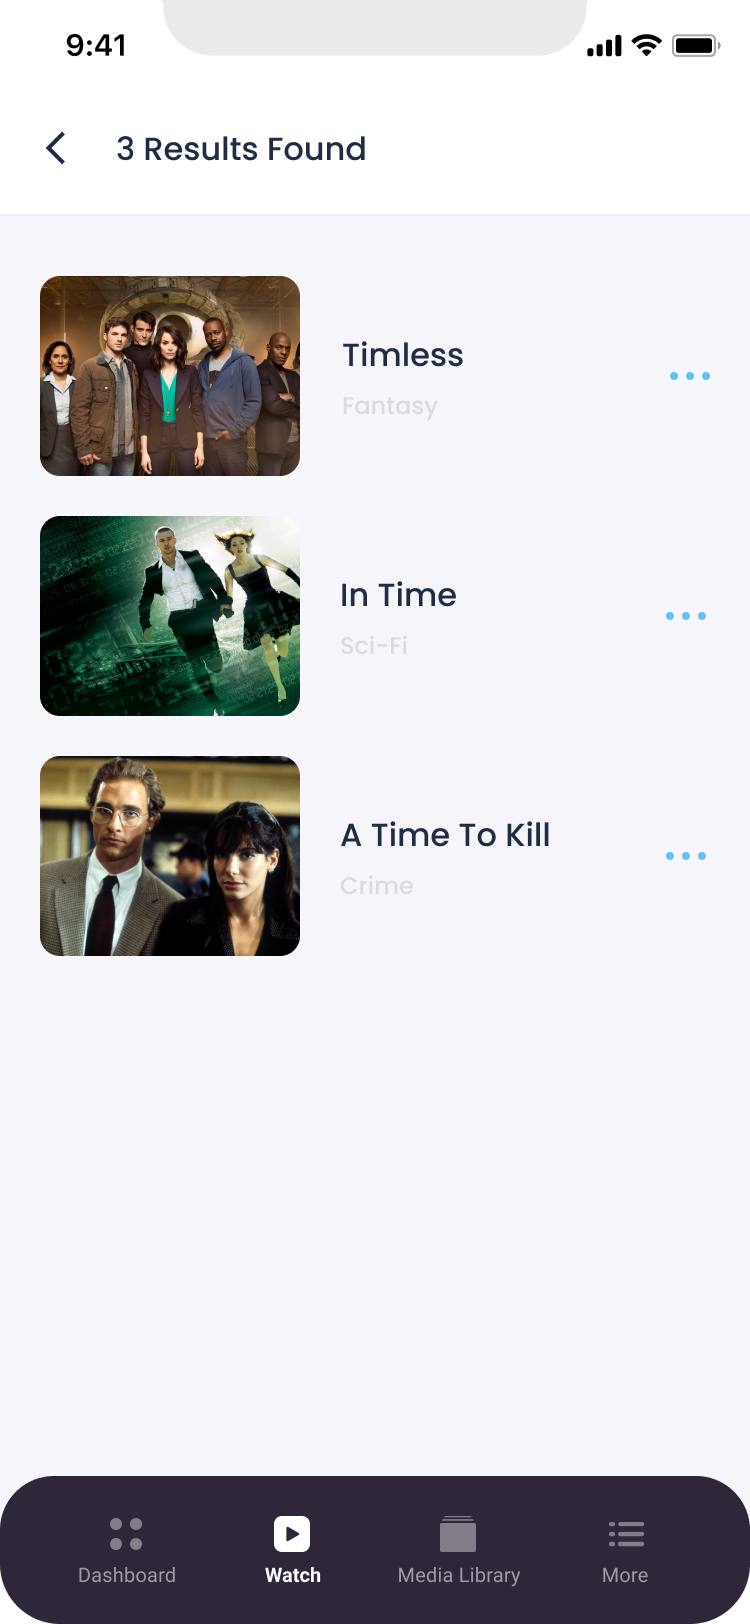 9:41
3 Results Found
Timless
Fantasy
In Time
Sci-Fi
A Time To Kill
Crime
Dashboard
Watch
Media Library
More